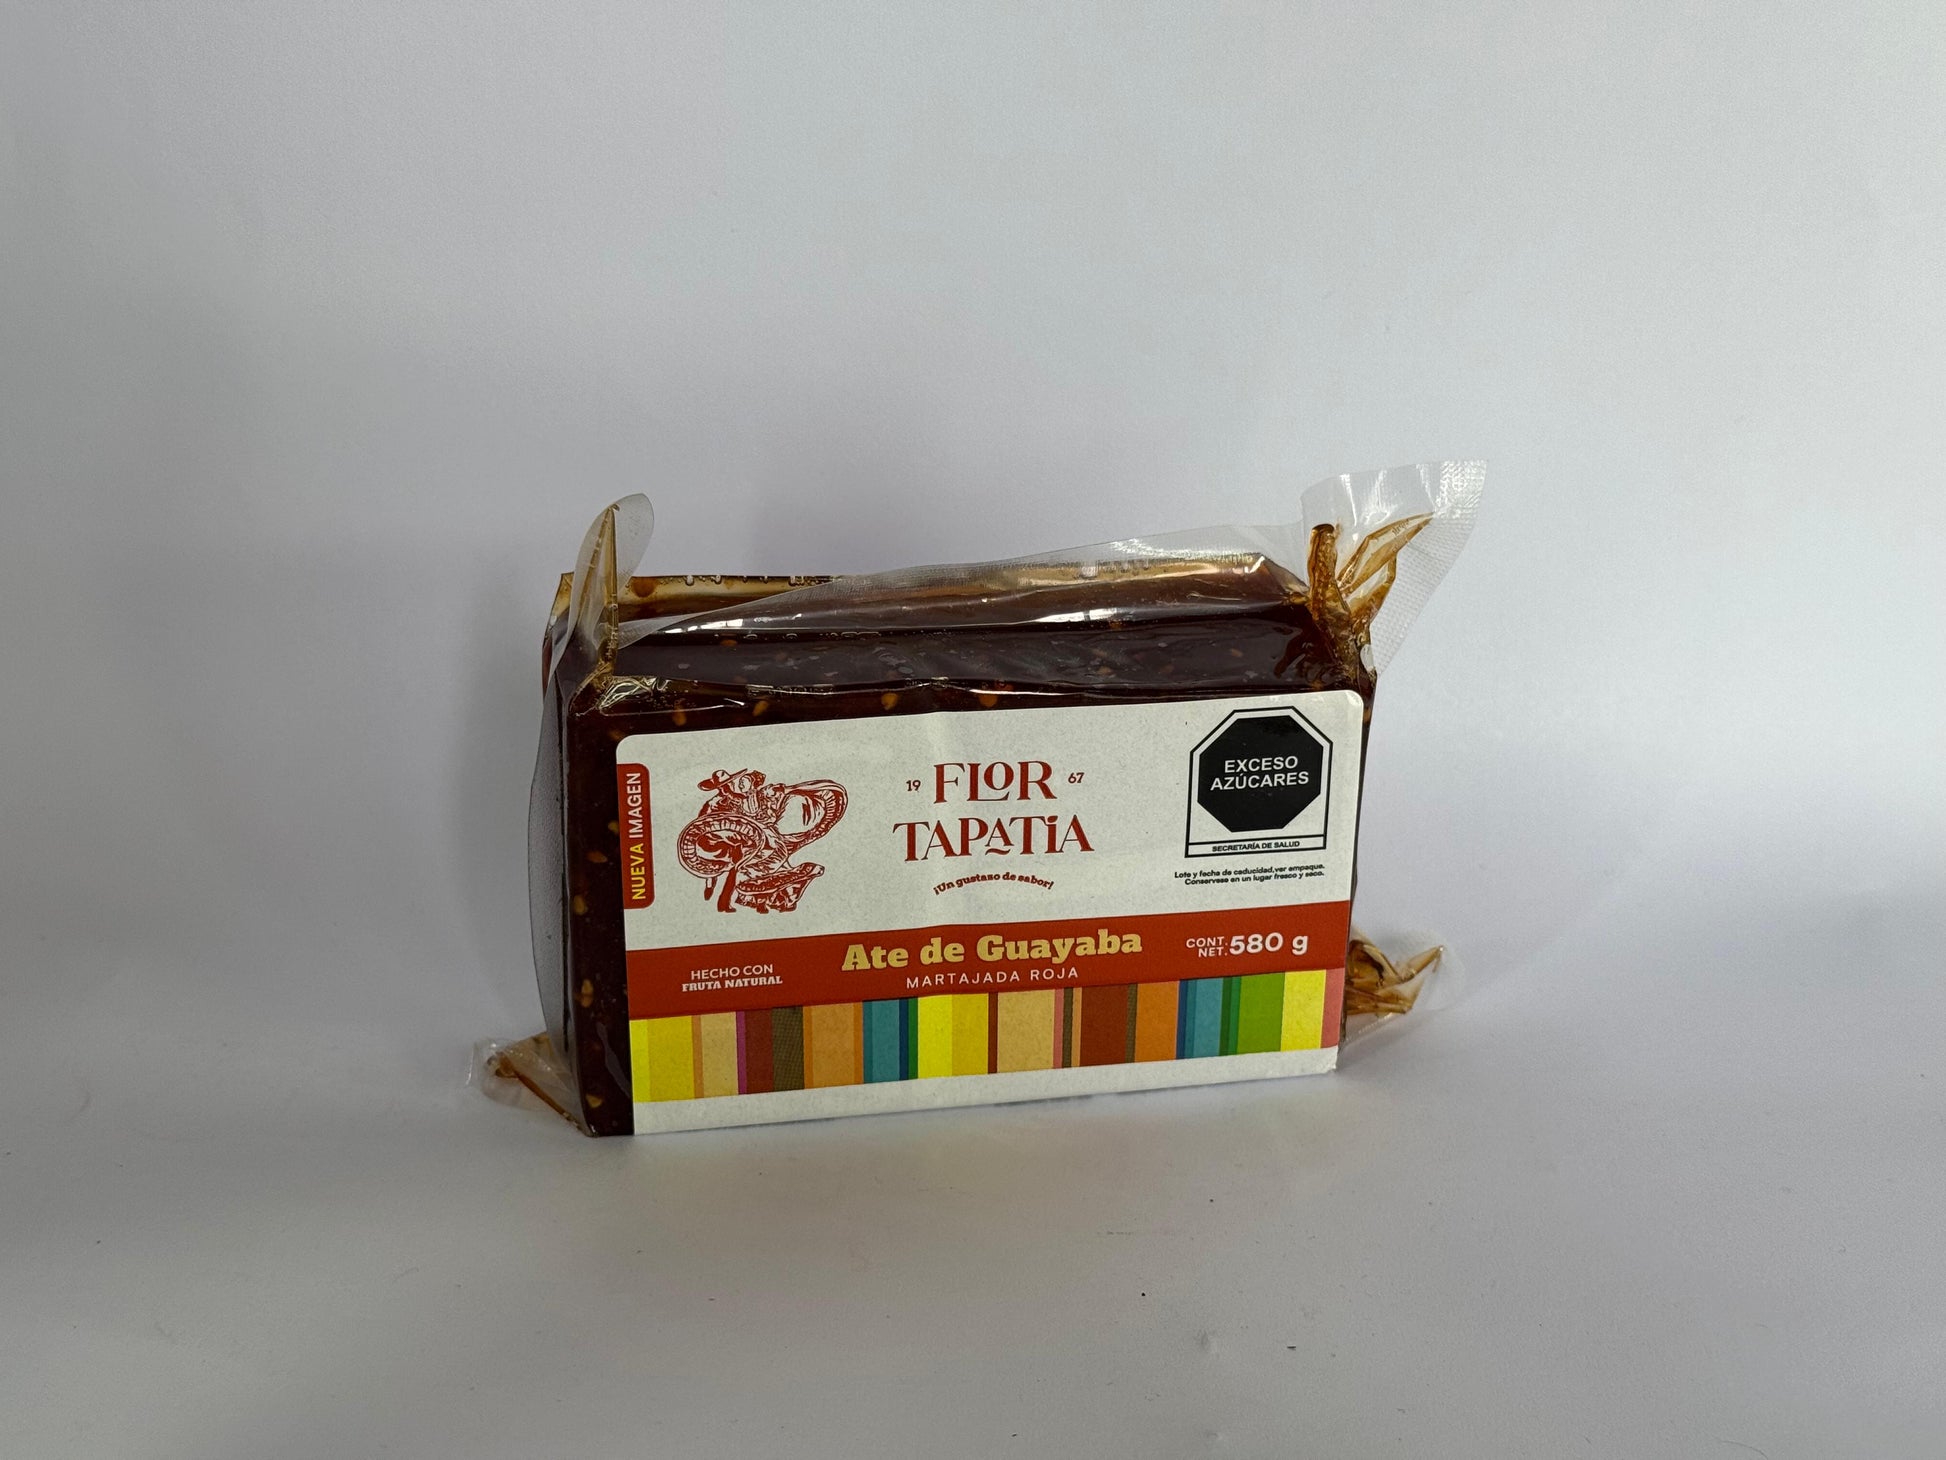 NUEVA IMAGEN
19 FLOR 67
TAPATiA
¡Un gustazo de sabor!
EXCESO
AZÚCARES
SECRETARÍA DE SALUD
Lote y fecha de caducidad, ver empaque.
Conservese en un lugar fresco y seco.
HECHO CON
FRUTA NATURAL
Ate de Guayaba
MARTAJADA ROJA
CONT.
NET. 580 g